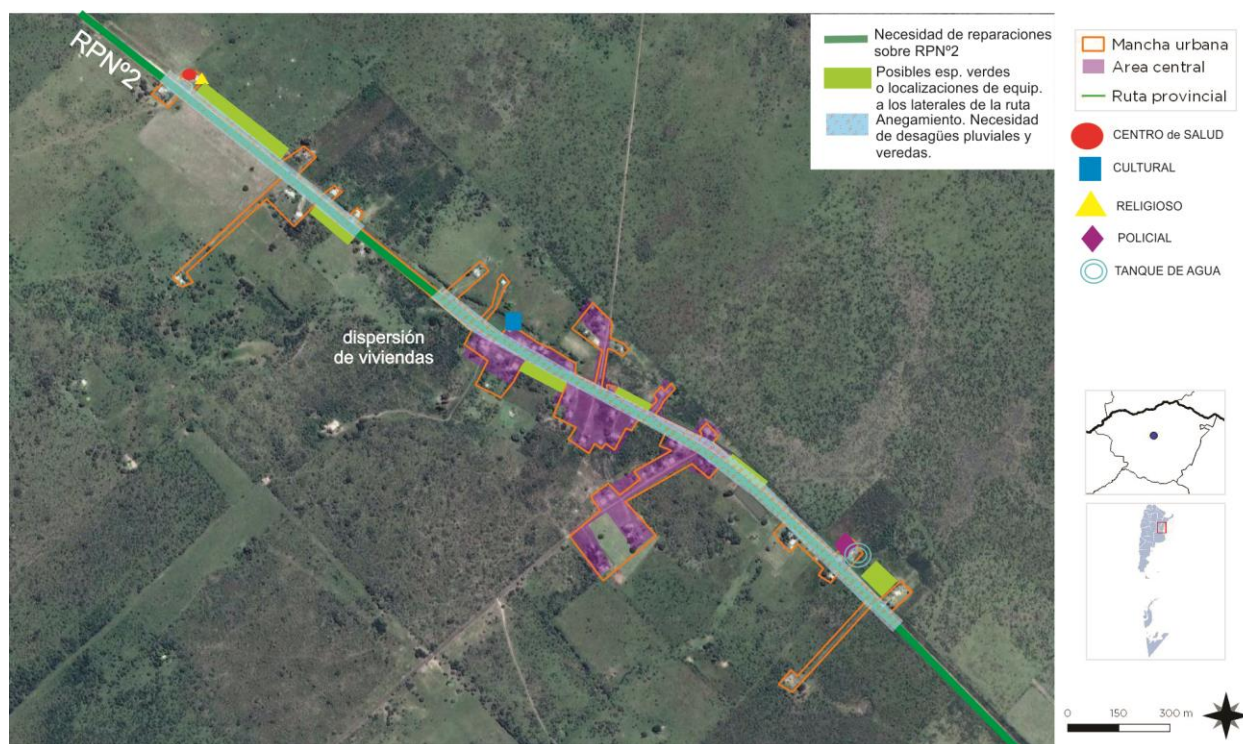 RPNº2
dispersión
de viviendas
Necesidad de reparaciones
sobre RPNº2
Posibles esp. verdes
o localizaciones de equip.
a los laterales de la ruta
Anegamiento. Necesidad
de desagües pluviales y
veredas.
Mancha urbana
Area central
Ruta provincial
CENTRO de SALUD
CULTURAL
RELIGIOSO
POLICIAL
TANQUE DE AGUA
0 150 300 m